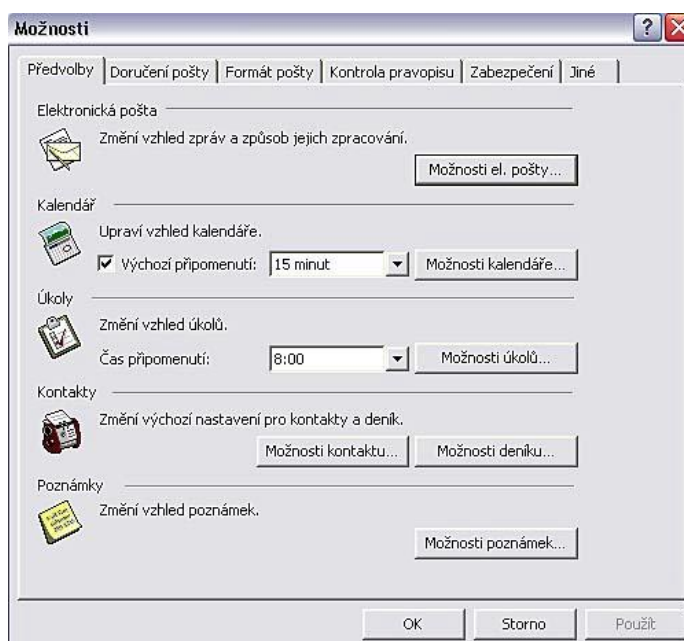 Možnosti
Předvolby Doručení pošty Formát pošty Kontrola pravopisu Zabezpečení Jiné
Elektronická pošta
Změní vzhled zpráv a způsob jejich zpracování.
Možnosti el. pošty...
Kalendář
Upraví vzhled kalendáře.
Výchozí připomenutí: 15 minut Možnosti kalendáře...
Úkoly
Změní vzhled úkolů.
Čas připomenutí: 8:00 Možnosti úkolů...
Kontakty
Změní výchozí nastavení pro kontakty a deník.
Možnosti kontaktu... Možnosti deníku...
Poznámky
Změní vzhled poznámek.
Možnosti poznámek...
OK Storno Použít